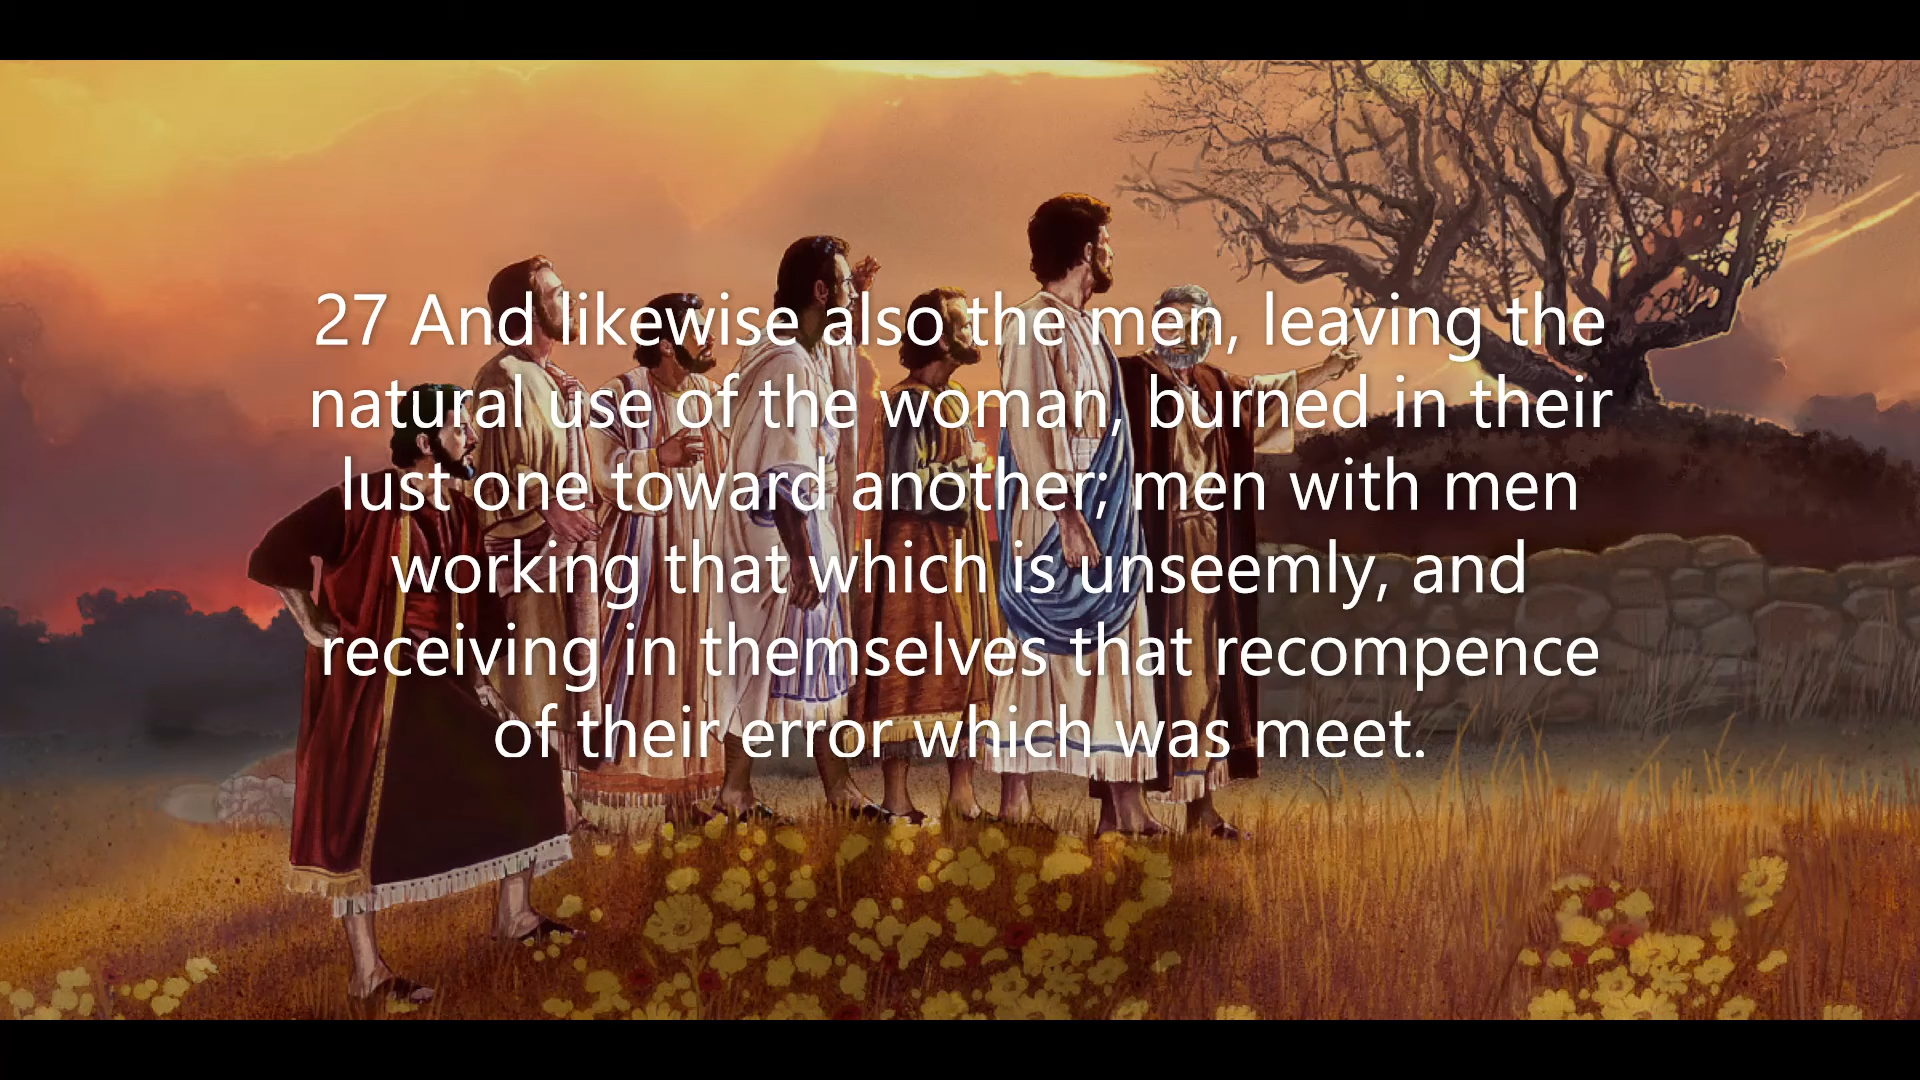 27 And likewise also the men, leaving the
natural use of the woman, burned in their
lust one toward another; men with men
working that which is unseemly, and
receiving in themselves that recompence
of their error which was meet.